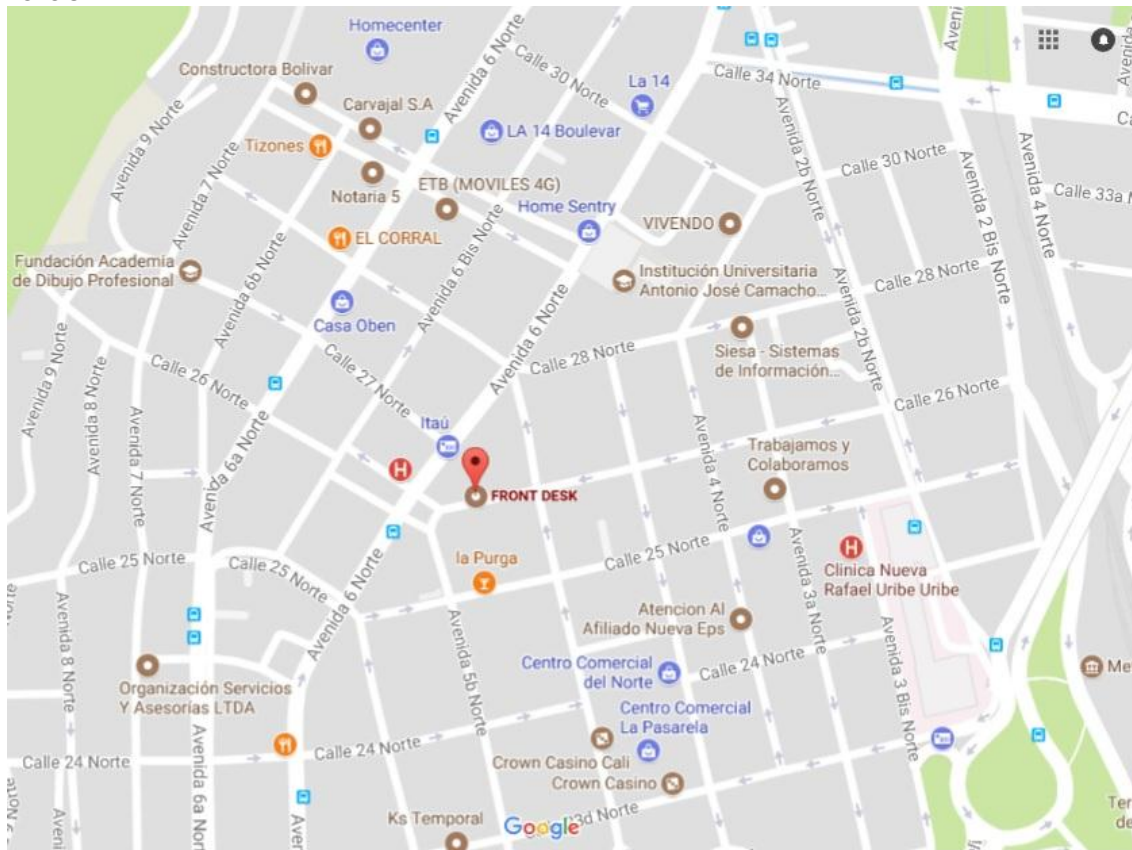 Homecenter
Avenida 6 Norte
Constructora Bolivar
Calle 30 Norte
La 14
Calle 34 Norte
Carvajal S.A
LA 14 Boulevar
Avenida 9 Norte
Tizones
Avenida 7 Norte
Notaria 5
ETB (MOVILES 4G)
Home Sentry
Avenida 2b Norte
Calle 30 Norte
Avenida 2 Bis Norte
Avenida 4 Norte
Calle 33a
VIVENDO
EL CORRAL
Avenida 6 Bis Norte
Fundación Academia
de Dibujo Profesional
Avenida 6b Norte
Institución Universitaria
Antonio José Camacho...
Calle 28 Norte
Casa Oben
Avenida 6 Norte
Avenida 2b Norte
Siesa - Sistemas
de Información...
Calle 28 Norte
Avenida 9 Norte
Avenida 8 Norte
Calle 26 Norte
Calle 27 Norte
Calle 26 Norte
Itaú
Avenida 7 Norte
Avenida 6a Norte
Avenida 4 Norte
Trabajamos y
Colaboramos
H
FRONT DESK
Calle 25 Norte
Calle 25 Norte
Avenida 6 Norte
la Purga
Calle 25 Norte
Avenida 3a Norte
H
Clinica Nueva
Rafael Uribe Uribe
Atencion Al
Afiliado Nueva Eps
Avenida 8 Norte
Centro Comercial
del Norte
Calle 24 Norte
Organización Servicios
Y Asesorias LTDA
Avenida 5b Norte
Centro Comercial
La Pasarela
Avenida 3 Bis Norte
Avenida 6a Nor
Calle 24 Norte
Calle 24 Norte
Crown Casino Cali
Crown Casino
Ks Temporal
Google
3d Norte